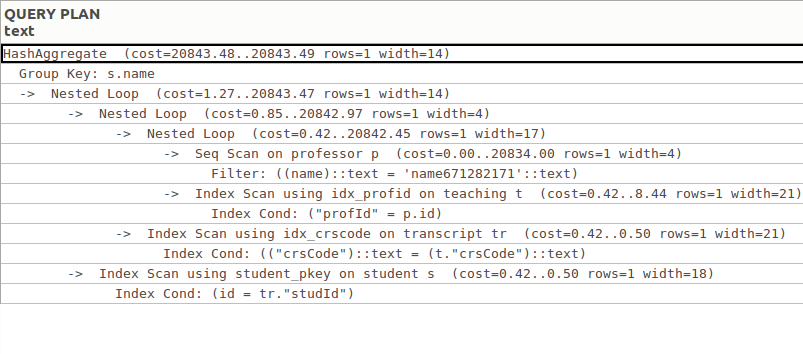 QUERY PLAN
text
HashAggregate (cost=20843.48..20843.49 rows=1 width=14)
Group Key: s.name
-> Nested Loop (cost=1.27..20843.47 rows=1 width=14)
-> Nested Loop (cost=0.85..20842.97 rows=1 width=4)
-> Nested Loop (cost=0.42..20842.45 rows=1 width=17)
-> Seq Scan on professor p (cost=0.00..20834.00 rows=1 width=4)
Filter: ((name)::text = 'name671282171'::text)
-> Index Scan using idx_profid on teaching t (cost=0.42..8.44 rows=1 width=21)
Index Cond: ("profId" = p.id)
-> Index Scan using idx_crscode on transcript tr (cost=0.42..0.50 rows=1 width=21)
Index Cond: (("crsCode")::text = (t."crsCode")::text)
-> Index Scan using student_pkey on student s (cost=0.42..0.50 rows=1 width=18)
Index Cond: (id = tr."studId")